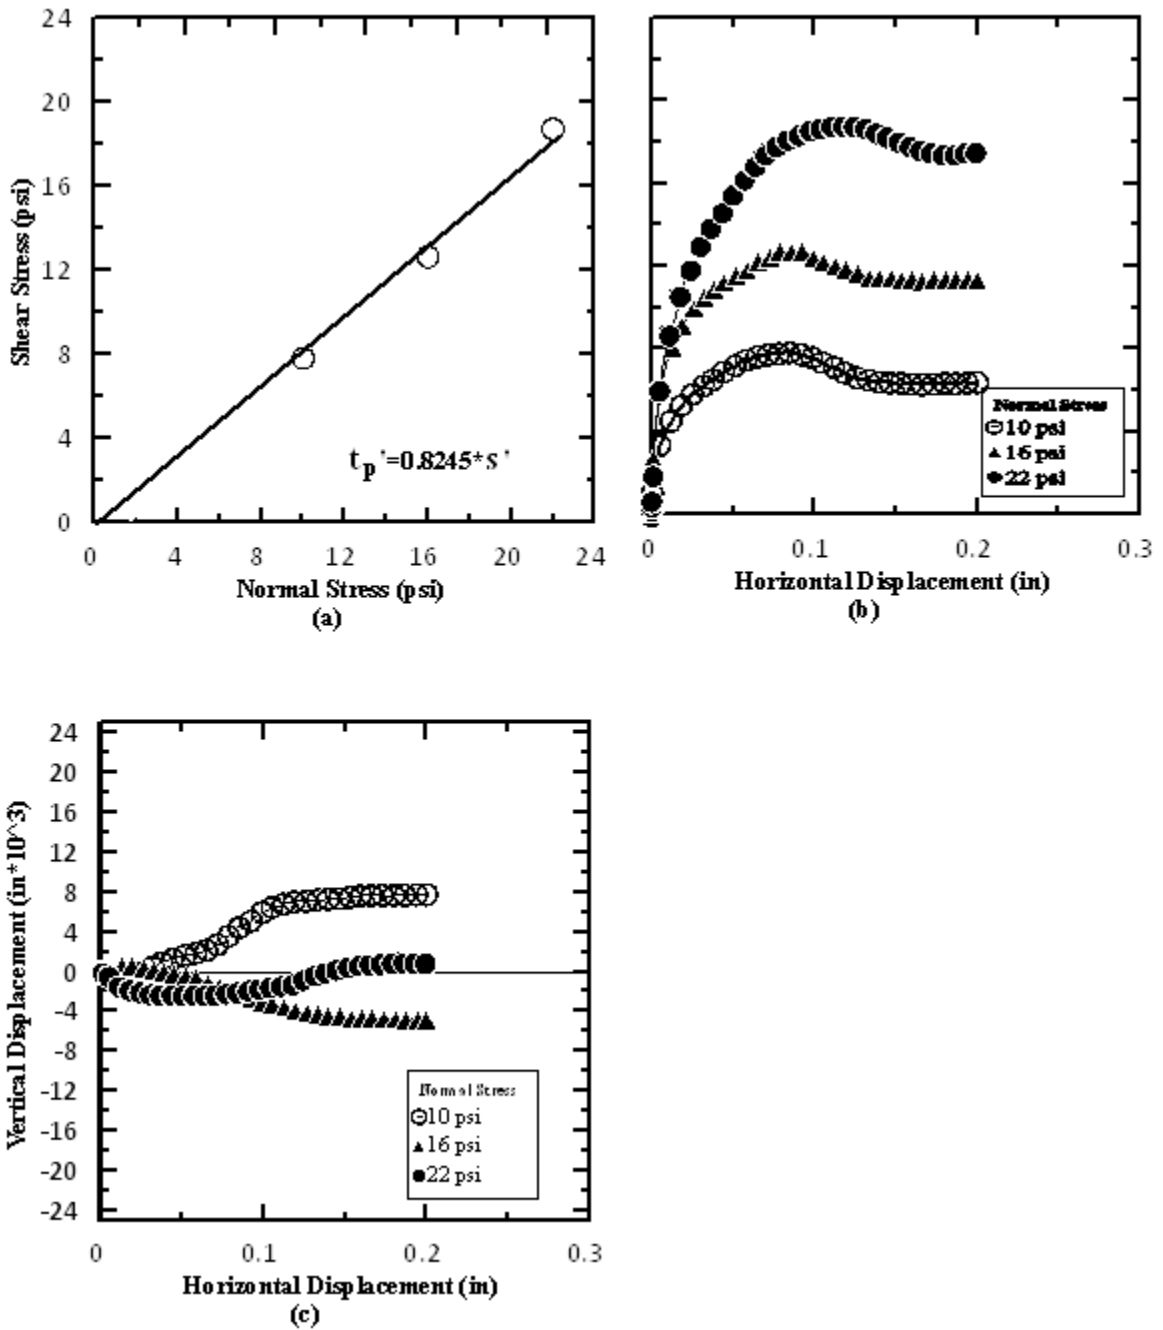 24
20
16
12
8
4
0
Shear Stress (psi)
t p '=0.8245*s '
0 4 8 12 16 20 24
Normal Stress (psi)
(a)
Normal Stress
10 psi
16 psi
22 psi
0 0.1 0.2 0.3
Horizontal Displacement (in)
(b)
24
20
16
12
8
4
0
-4
-8
-12
-16
-20
-24
Vertical Displacement (in*10^3)
Normal Stress
10 psi
16 psi
22 psi
0 0.1 0.2 0.3
Horizontal Displacement (in)
(c)